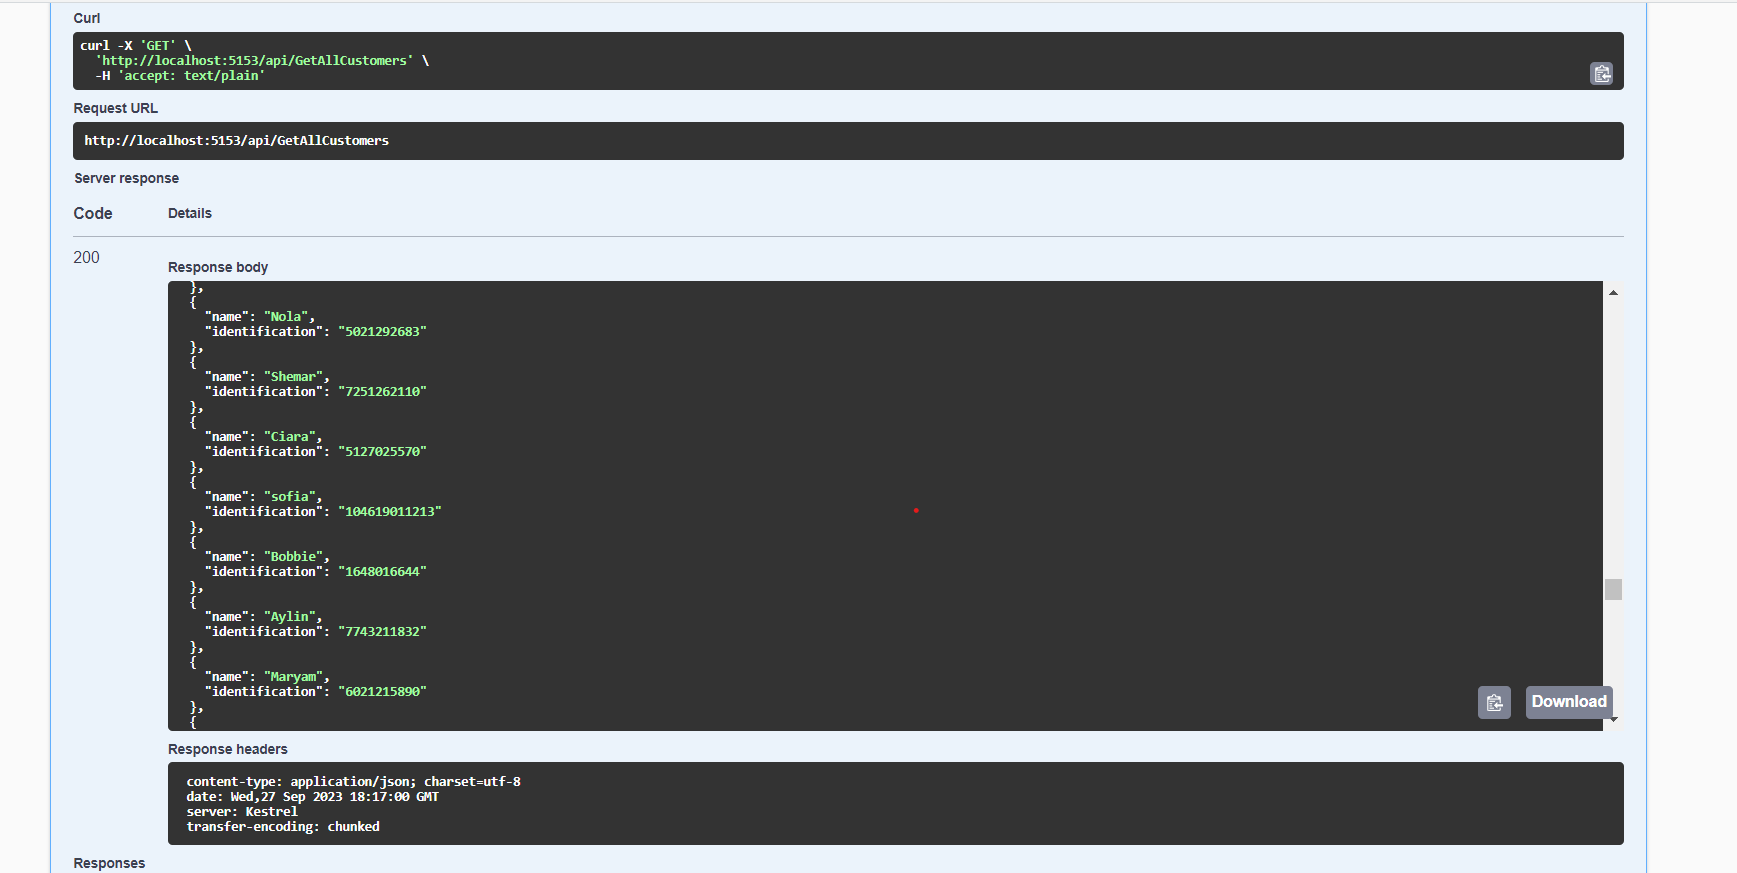 Curl
curl -X 'GET' \
  'http://localhost:5153/api/GetAllCustomers' \
  -H 'accept: text/plain'
Request URL
http://localhost:5153/api/GetAllCustomers
Server response
Code Details
200
Response body
},
{
"name": "Nola",
"identification": "5021292683"
},
{
"name": "Shemar",
"identification": "7251262110"
},
{
"name": "Ciara",
"identification": "5127025570"
},
{
"name": "sofia",
"identification": "104619011213"
},
{
"name": "Bobbie",
"identification": "1648016644"
},
{
"name": "Aylin",
"identification": "7743211832"
},
{
"name": "Maryam",
"identification": "6021215890"
},
{
Download
Response headers
content-type: application/json; charset=utf-8
date: Wed,27 Sep 2023 18:17:00 GMT
server: Kestrel
transfer-encoding: chunked
Responses